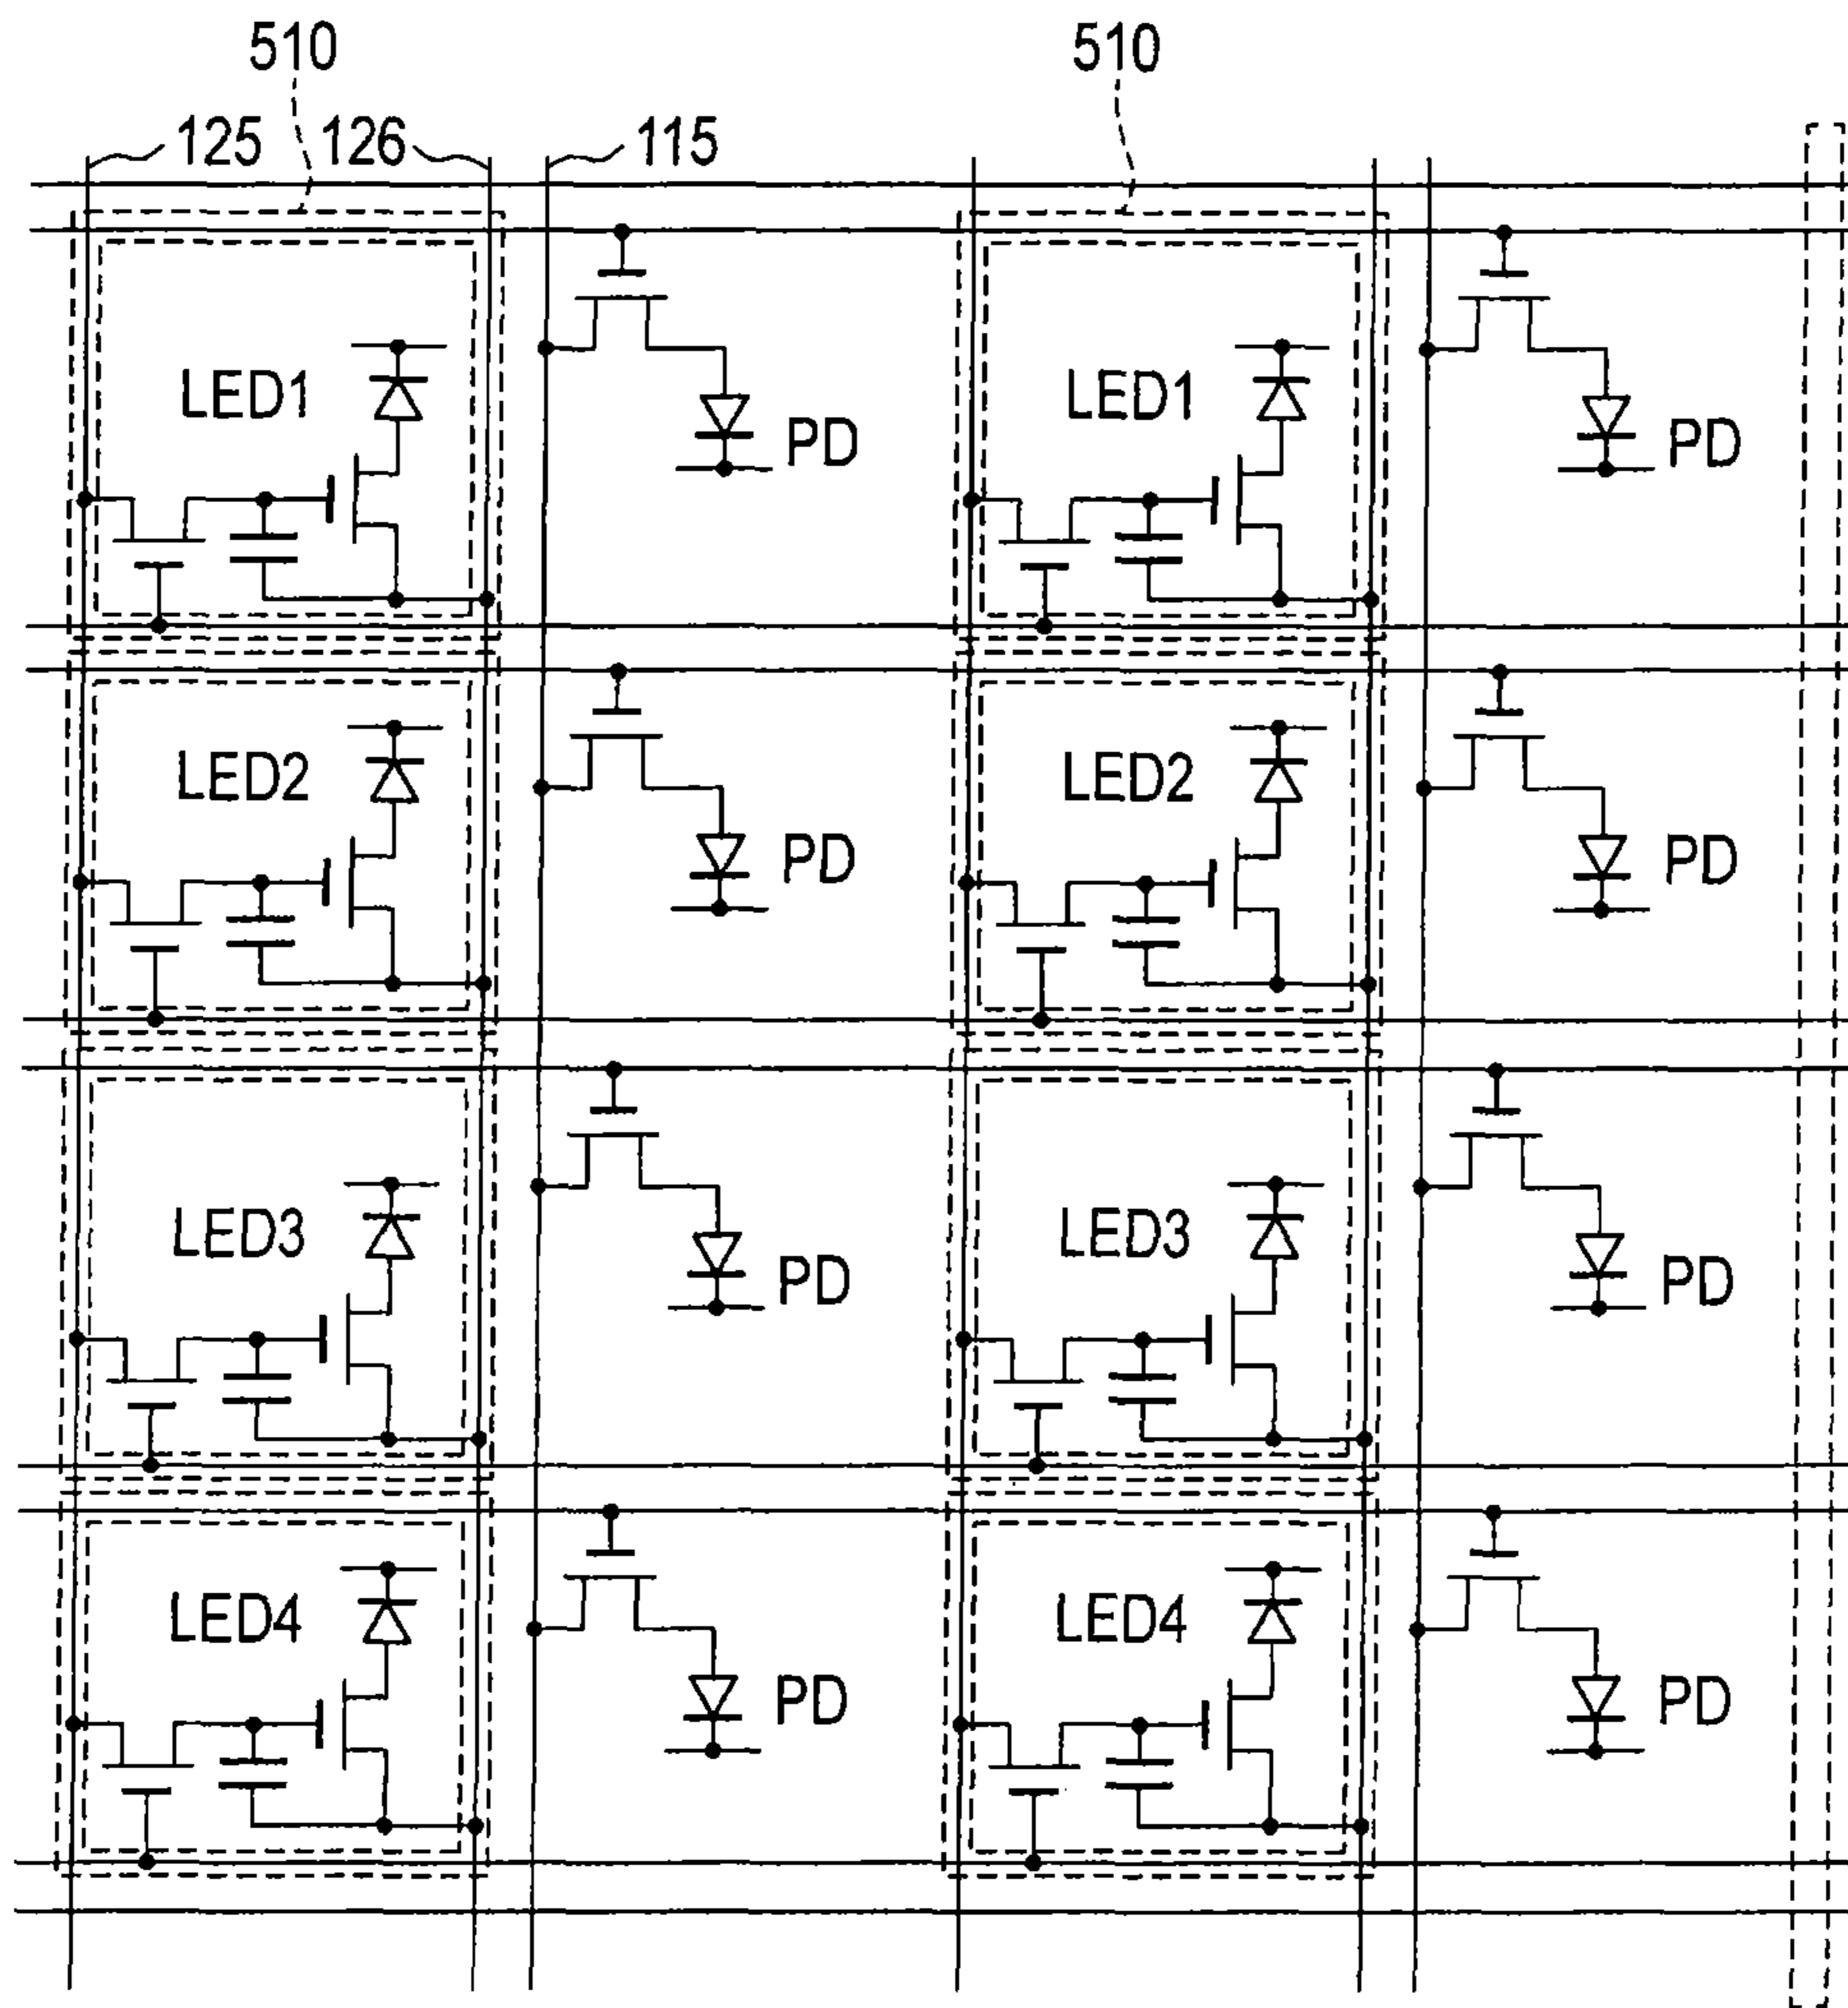 510 510
125 126 115
LED1 PD LED1 PD
LED2 PD LED2 PD
LED3 PD LED3 PD
LED4 PD LED4 PD